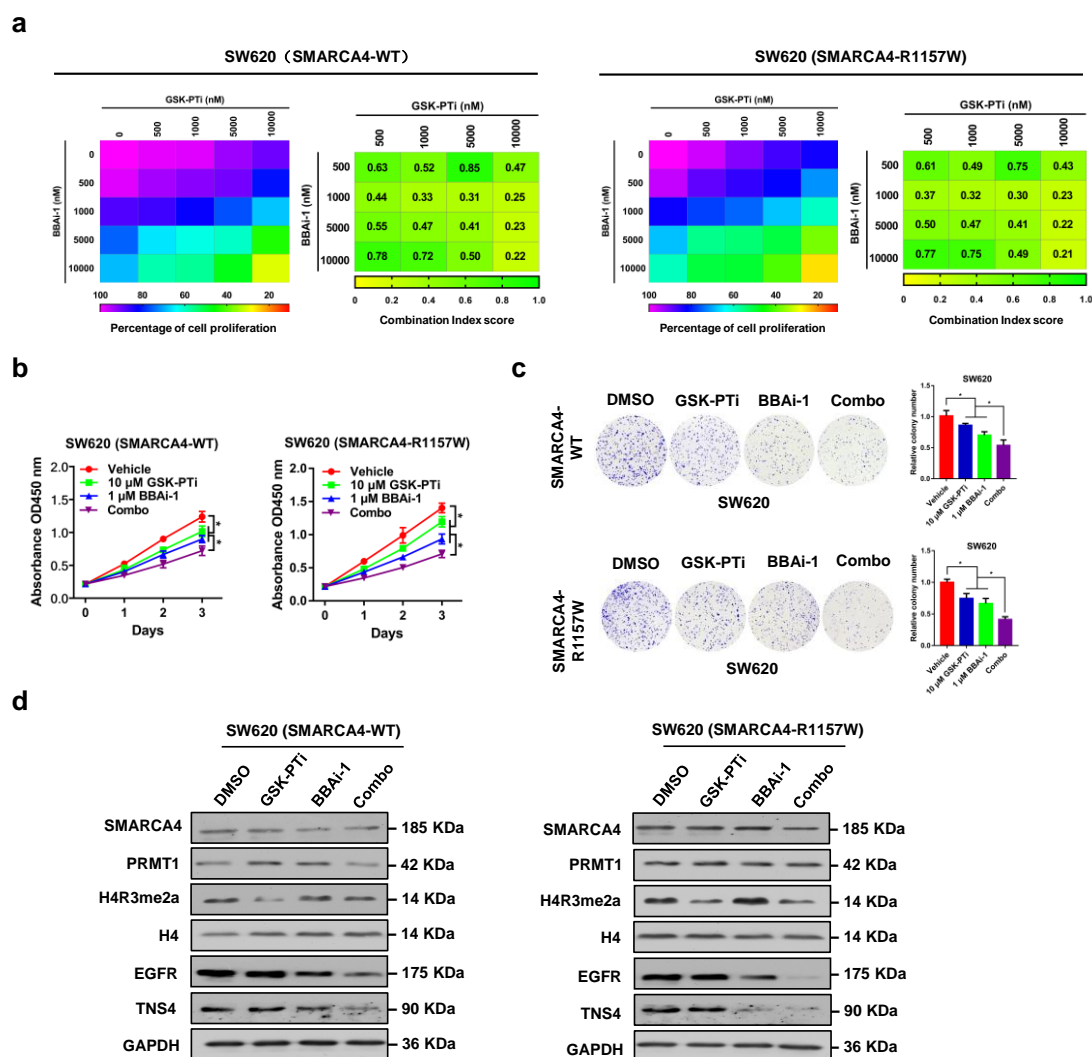 a
SW620（SMARCA4-WT）
GSK-PTi (nM)
0 500 1000 5000 10000
BBAi-1 (nM)
0
500
1000
5000
10000
100 80 60 40 20
Percentage of cell proliferation
GSK-PTi (nM)
500 1000 5000 10000
BBAi-1 (nM)
500 0.63 0.52 0.85 0.47
1000 0.44 0.33 0.31 0.25
5000 0.55 0.47 0.41 0.23
10000 0.78 0.72 0.50 0.22
0 0.2 0.4 0.6 0.8 1.0
Combination Index score
SW620 (SMARCA4-R1157W)
GSK-PTi (nM)
0 500 1000 5000 10000
BBAi-1 (nM)
0
500
1000
5000
10000
100 80 60 40 20
Percentage of cell proliferation
GSK-PTi (nM)
500 1000 5000 10000
BBAi-1 (nM)
500 0.61 0.49 0.75 0.43
1000 0.37 0.32 0.30 0.23
5000 0.50 0.47 0.41 0.22
10000 0.77 0.75 0.49 0.21
0 0.2 0.4 0.6 0.8 1.0
Combination Index score
b
SW620 (SMARCA4-WT)
Absorbance OD450 nm
2.0
1.5
1.0
0.5
0.0
Vehicle
10 µM GSK-PTi
1 µM BBAi-1
Combo
*
*
0 1 2 3
Days
SW620 (SMARCA4-R1157W)
Absorbance OD450 nm
2.0
1.5
1.0
0.5
0.0
Vehicle
10 µM GSK-PTi
1 µM BBAi-1
Combo
*
*
0 1 2 3
Days
c
SMARCA4-
WT
DMSO GSK-PTi BBAi-1 Combo
SW620
SW620
Relative colony number
1.5
1.0
0.5
0.0
* *
Vehicle
10 µM GSK-PTi
1 µM BBAi-1
Combo
SMARCA4-
R1157W
DMSO GSK-PTi BBAi-1 Combo
SW620
SW620
Relative colony number
1.5
1.0
0.5
0.0
* *
Vehicle
10 µM GSK-PTi
1 µM BBAi-1
Combo
d
SW620 (SMARCA4-WT)
DMSO GSK-PTi BBAi-1 Combo
SMARCA4 185 KDa
PRMT1 42 KDa
H4R3me2a 14 KDa
H4 14 KDa
EGFR 175 KDa
TNS4 90 KDa
GAPDH 36 KDa
SW620 (SMARCA4-R1157W)
DMSO GSK-PTi BBAi-1 Combo
SMARCA4 185 KDa
PRMT1 42 KDa
H4R3me2a 14 KDa
H4 14 KDa
EGFR 175 KDa
TNS4 90 KDa
GAPDH 36 KDa